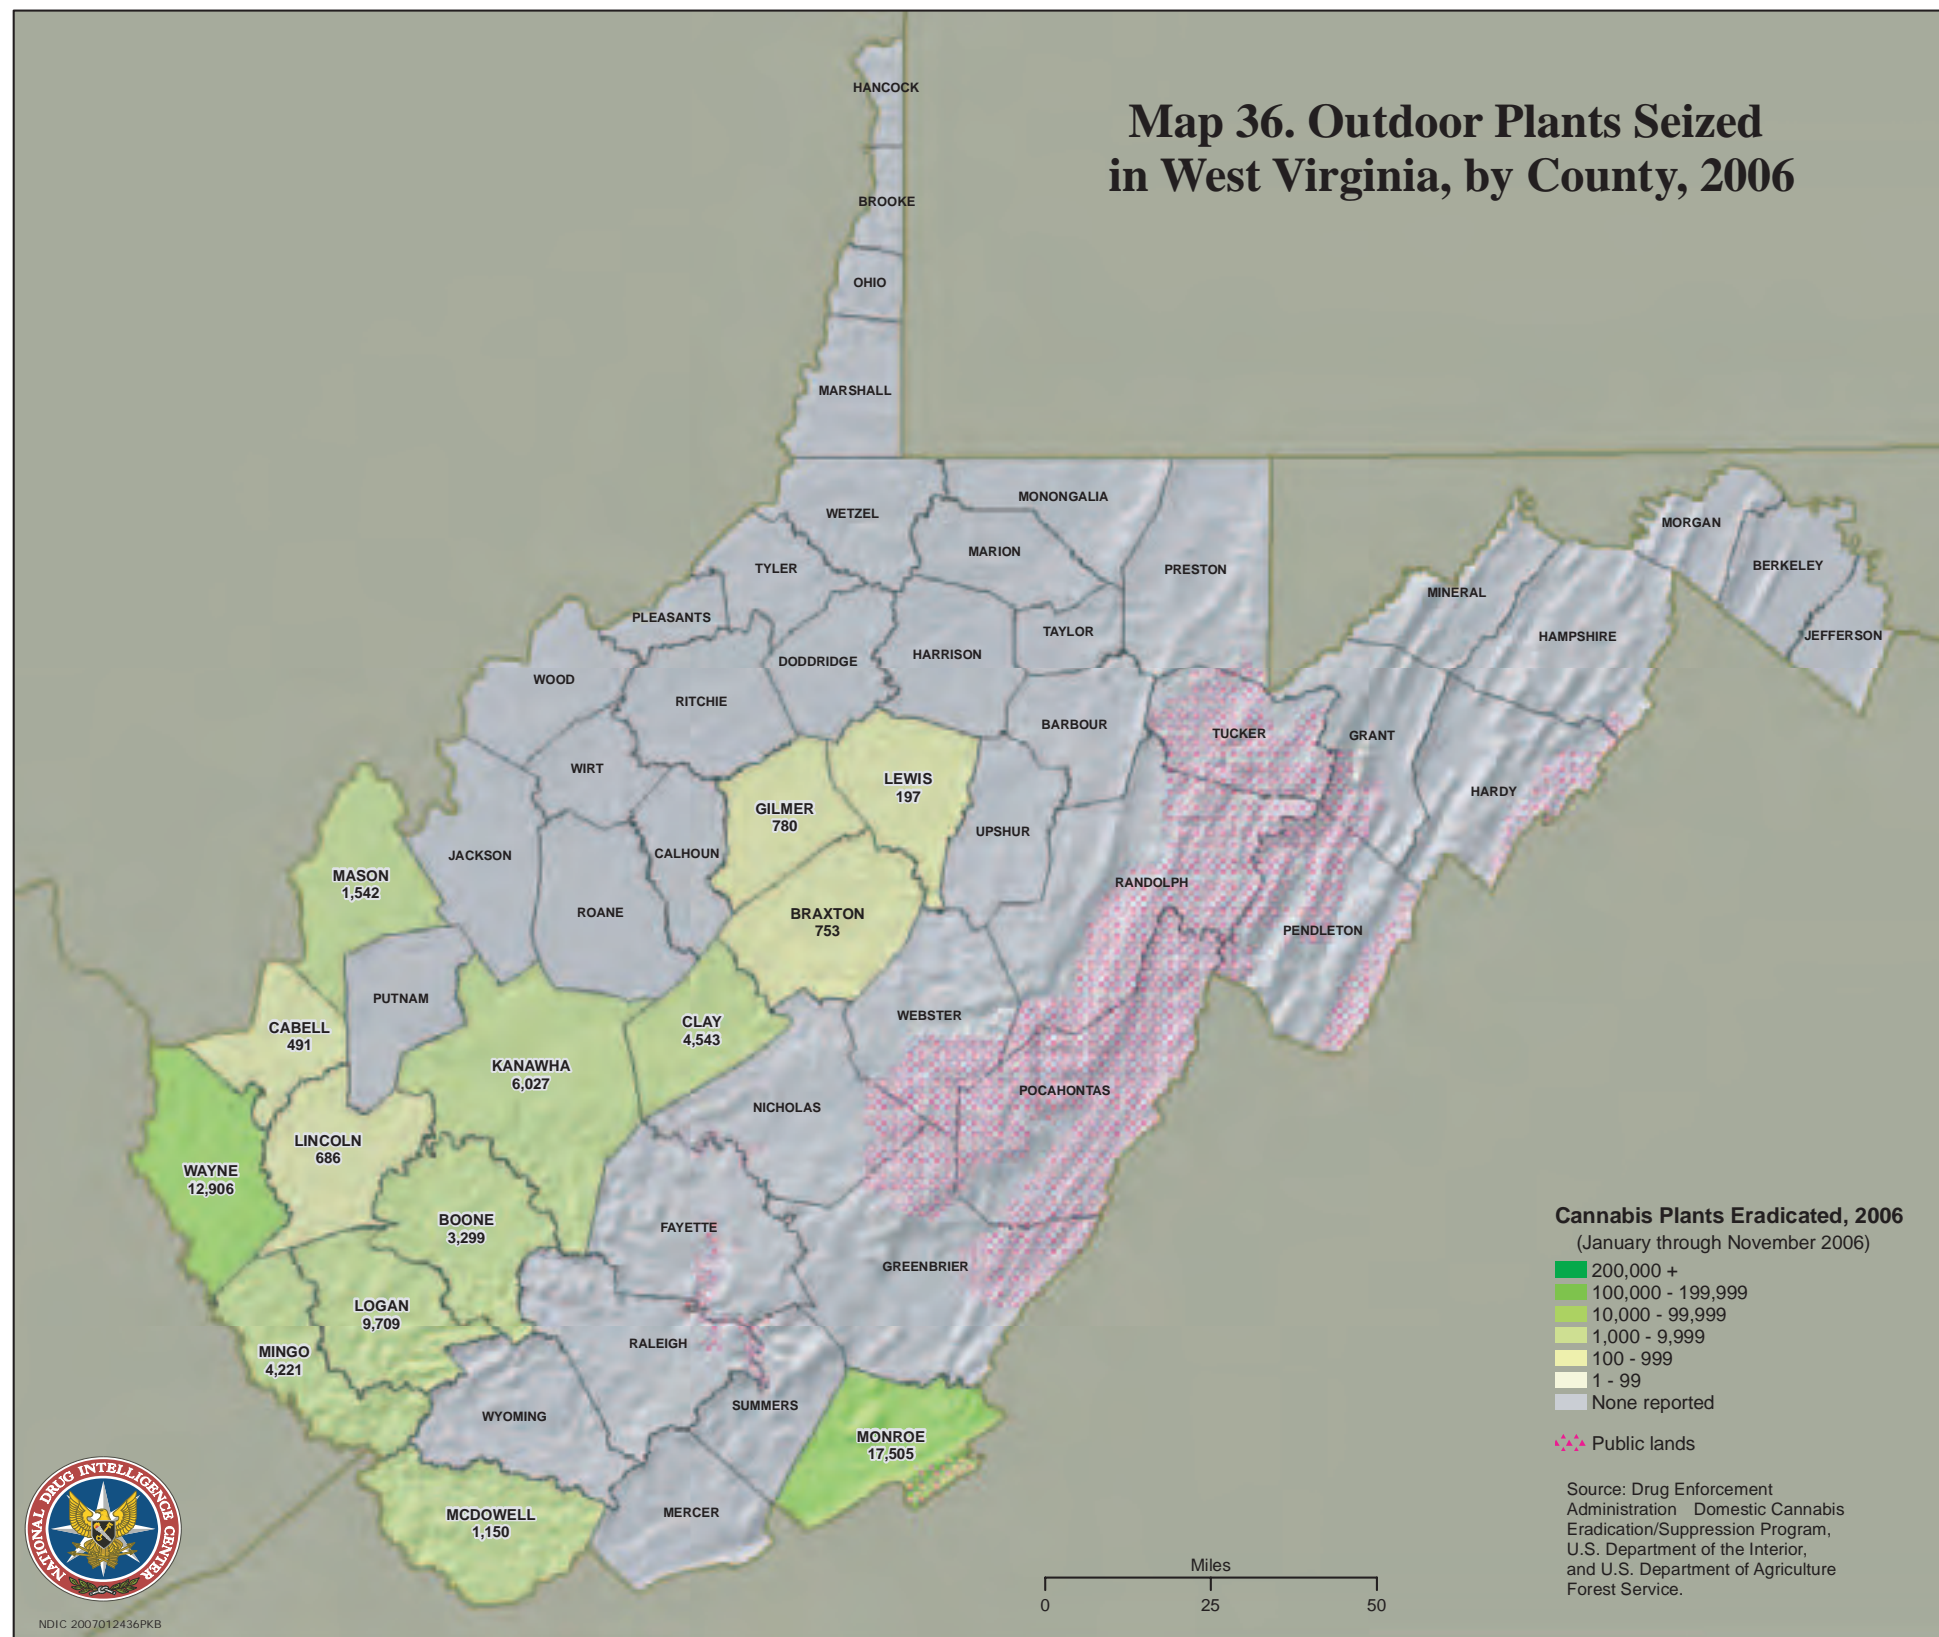 Map 36. Outdoor Plants Seized
in West Virginia, by County, 2006
HANCOCK
BROOKE
OHIO
MARSHALL
WETZEL
MONONGALIA
MARION
PRESTON
TYLER
PLEASANTS
TAYLOR
HARRISON
DODDRIDGE
WOOD
RITCHIE
MORGAN
BERKELEY
JEFFERSON
MINERAL
HAMPSHIRE
BARBOUR
TUCKER
GRANT
HARDY
WIRT
LEWIS
197
GILMER
780
UPSHUR
JACKSON
CALHOUN
MASON
1,542
ROANE
BRAXTON
753
RANDOLPH
PENDLETON
PUTNAM
CABELL
491
CLAY
4,543
WEBSTER
KANAWHA
6,027
NICHOLAS
POCAHONTAS
LINCOLN
686
WAYNE
12,906
BOONE
3,299
FAYETTE
GREENBRIER
LOGAN
9,709
MINGO
4,221
RALEIGH
SUMMERS
WYOMING
MONROE
17,505
MCDOWELL
1,150
MERCER
Cannabis Plants Eradicated, 2006
(January through November 2006)
200,000 +
100,000 - 199,999
10,000 - 99,999
1,000 - 9,999
100 - 999
1 - 99
None reported
Public lands
Source: Drug Enforcement
Administration Domestic Cannabis
Eradication/Suppression Program,
U.S. Department of the Interior,
and U.S. Department of Agriculture
Forest Service.
Miles
0 25 50
NATIONAL DRUG INTELLIGENCE CENTER
NDIC 2007012436PKB